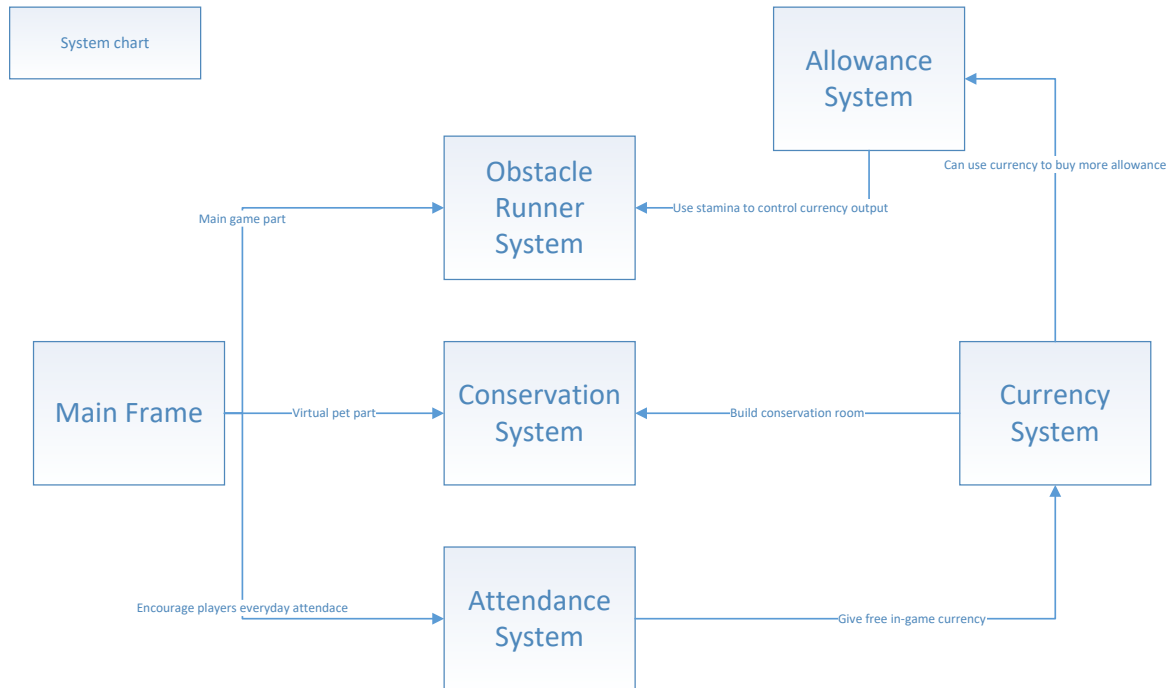 System chart
Allowance
System
Can use currency to buy more allowance
Obstacle
Runner
System
Main game part
Use stamina to control currency output
Main Frame
Virtual pet part
Conservation
System
Build conservation room
Currency
System
Encourage players everyday attendace
Attendance
System
Give free in-game currency